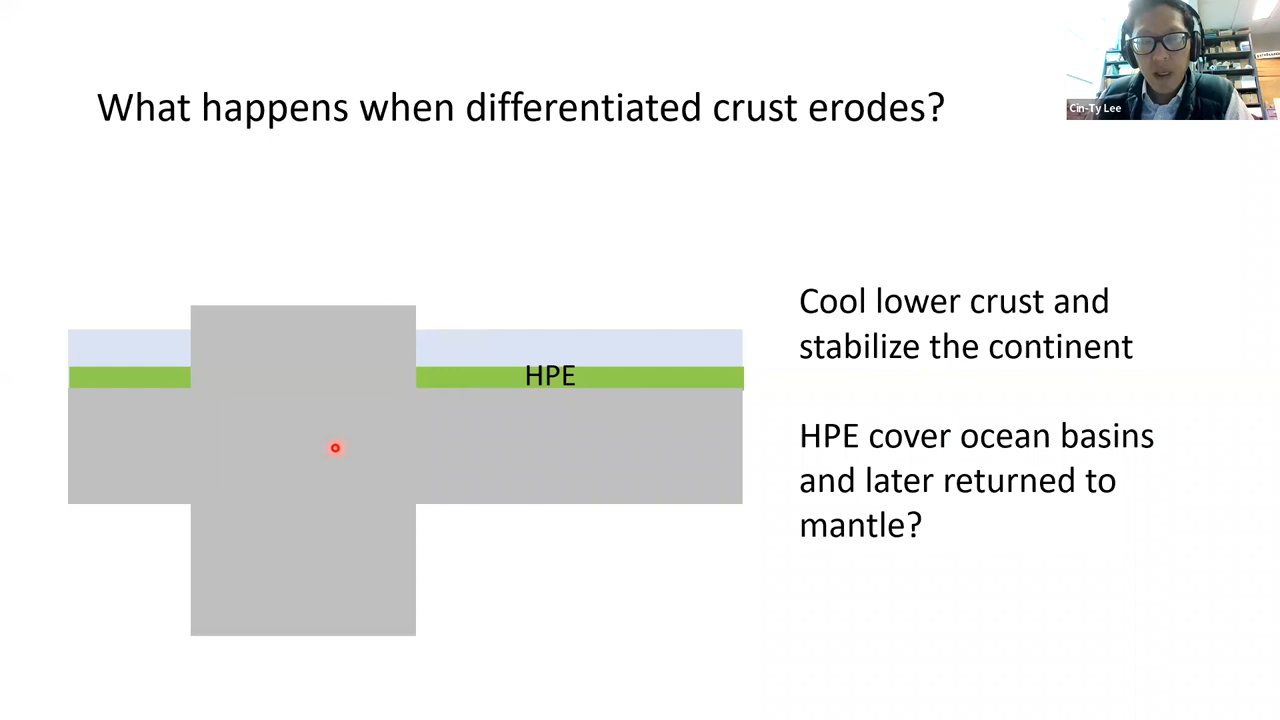 What happens when differentiated crust erodes?
Cin-Ty Lee
Cool lower crust and
stabilize the continent
HPE
HPE cover ocean basins
and later returned to
mantle?